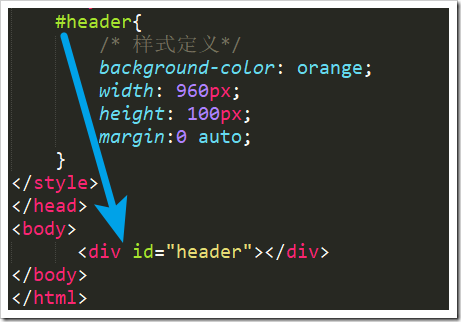 #header{
/* 样式定义*/
background-color: orange;
width: 960px;
height: 100px;
margin:0 auto;
}
</style>
</head>
<body>
<div id="header"></div>
</body>
</html>